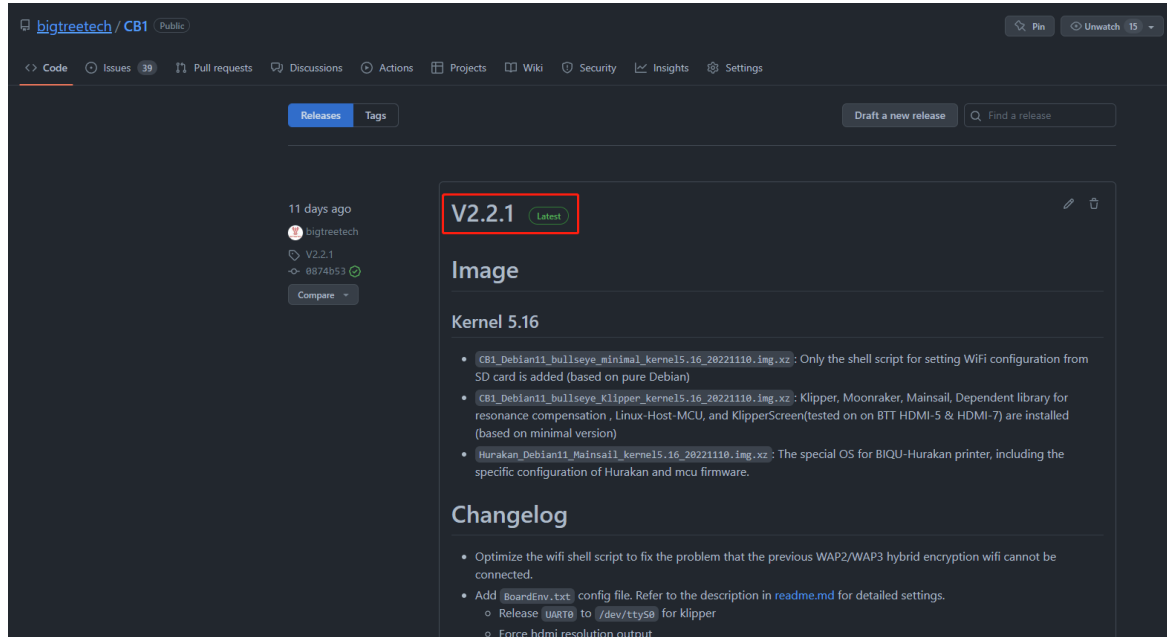 bigtreetech / CB1 Public
Pin
Unwatch 15
Code
Issues 39
Pull requests
Discussions
Actions
Projects
Wiki
Security
Insights
Settings
Releases
Tags
Draft a new release
Find a release
11 days ago
bigtreetech
V2.2.1
0874b53
Compare
V2.2.1 Latest
Image
Kernel 5.16
CB1_Debian11_bullseye_minimal_kernel5.16_20221110.img.xz: Only the shell script for setting WiFi configuration from
SD card is added (based on pure Debian)
CB1_Debian11_bullseye_Klipper_kernel5.16_20221110.img.xz: Klipper, Moonraker, Mainsail, Dependent library for
resonance compensation , Linux-Host-MCU, and KlipperScreen(tested on on BTT HDMI-5 & HDMI-7) are installed
(based on minimal version)
Hurakan_Debian11_Mainsail_kernel5.16_20221110.img.xz: The special OS for BIQU-Hurakan printer, including the
specific configuration of Hurakan and mcu firmware.
Changelog
Optimize the wifi shell script to fix the problem that the previous WAP2/WAP3 hybrid encryption wifi cannot be
connected.
Add BoardEnv.txt config file. Refer to the description in readme.md for detailed settings.
Release UART0 to /dev/ttyS0 for klipper
Force hdmi resolution output